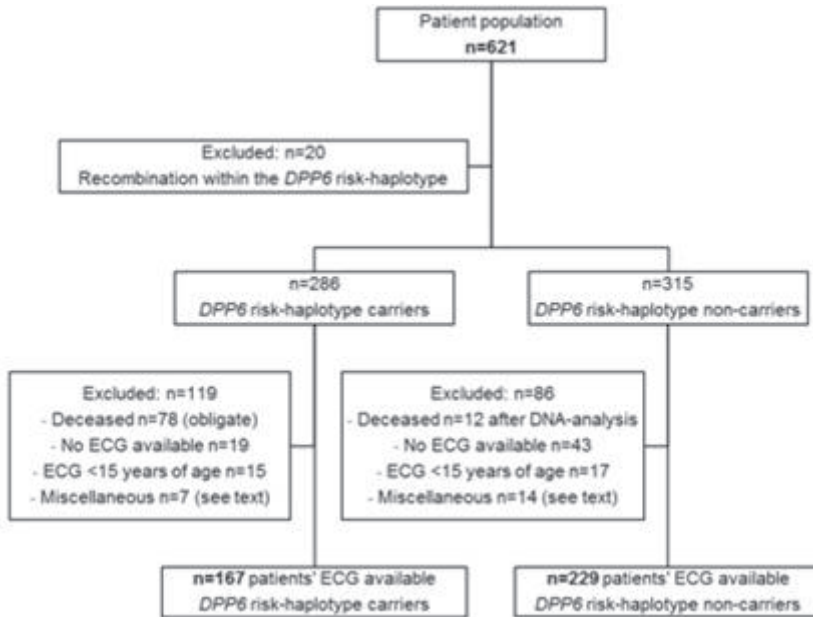 Patient population
n=621
Excluded: n=20
Recombination within the DPP6 risk-haplotype
n=286
DPP6 risk-haplotype carriers
n=315
DPP6 risk-haplotype non-carriers
Excluded: n=119
- Deceased n=78 (obligate)
- No ECG available n=19
- ECG <15 years of age n=15
- Miscellaneous n=7 (see text)
Excluded: n=86
- Deceased n=12 after DNA-analysis
- No ECG available n=43
- ECG <15 years of age n=17
- Miscellaneous n=14 (see text)
n=167 patients' ECG available
DPP6 risk-haplotype carriers
n=229 patients' ECG available
DPP6 risk-haplotype non-carriers